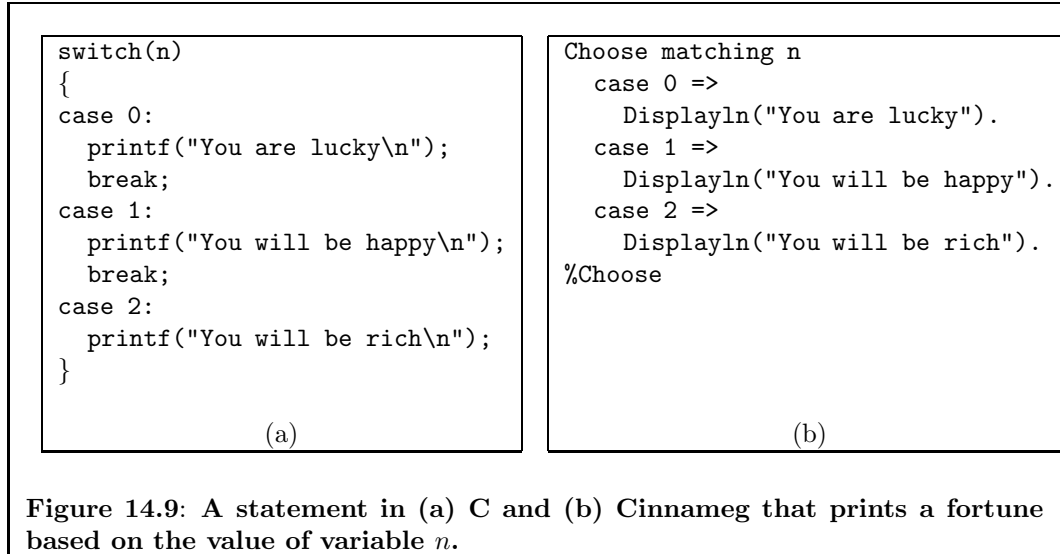 switch(n)
{
case 0:
  printf("You are lucky\n");
  break;
case 1:
  printf("You will be happy\n");
  break;
case 2:
  printf("You will be rich\n");
}
(a)
Choose matching n
  case 0 =>
    Displayln("You are lucky").
  case 1 =>
    Displayln("You will be happy").
  case 2 =>
    Displayln("You will be rich").
%Choose
(b)
Figure 14.9: A statement in (a) C and (b) Cinnameg that prints a fortune
based on the value of variable n.